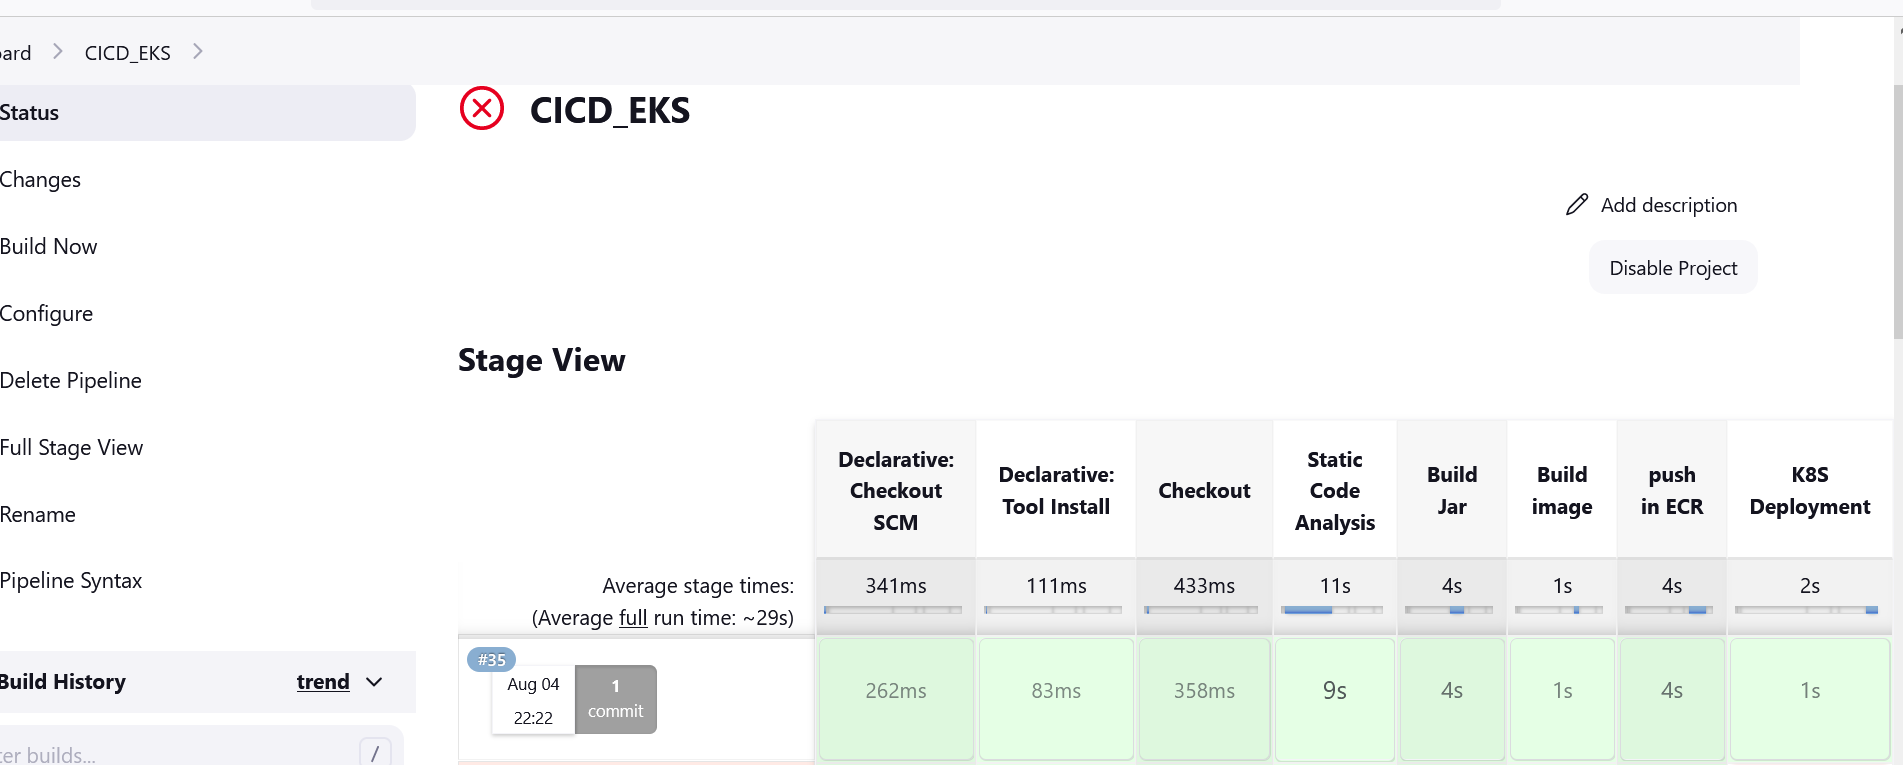 CICD_EKS
Status
CICD_EKS
Changes
Add description
Build Now
Disable Project
Configure
Stage View
Delete Pipeline
Full Stage View
Rename
Pipeline Syntax
Declarative:
Checkout
SCM
Declarative:
Tool Install
Checkout
Static
Code
Analysis
Build
Jar
Build
image
push
in ECR
K8S
Deployment
Average stage times:
(Average full run time: ~29s)
341ms
111ms
433ms
11s
4s
1s
4s
2s
Build History
trend
#35
Aug 04
22:22
1
commit
262ms
83ms
358ms
9s
4s
1s
4s
1s
builds...
/